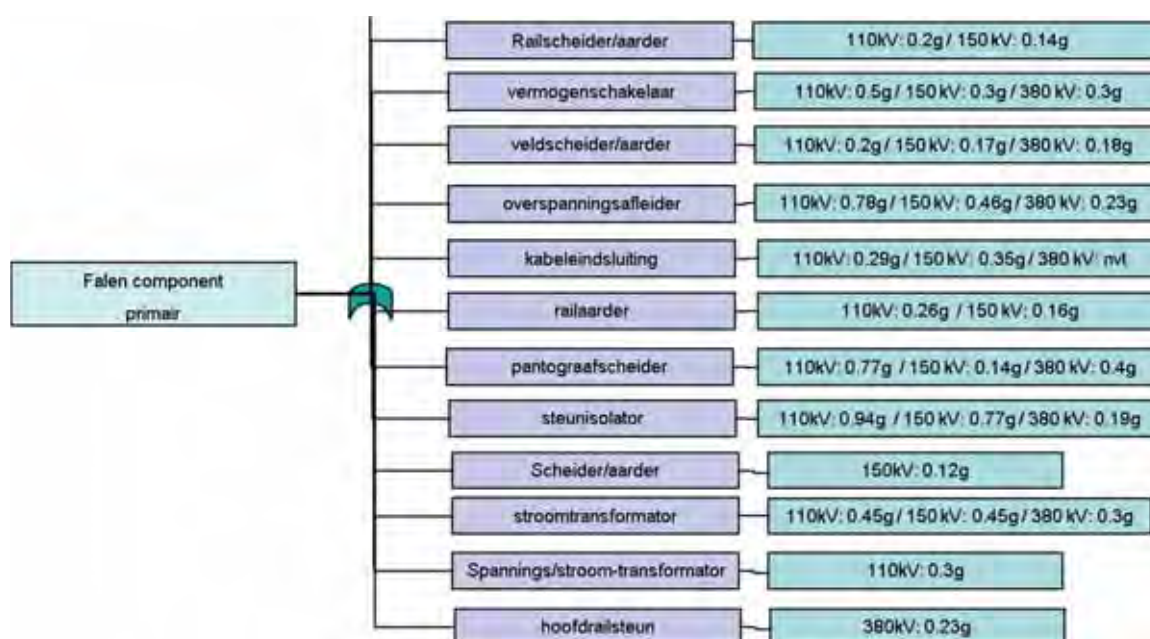 Railscheider/aarder
110kV: 0.2g / 150 kV: 0.14g
vermogenschakelaar
110kV: 0.5g / 150 kV: 0.3g / 380 kV: 0.3g
veldscheider/aarder
110kV: 0.2g / 150 kV: 0.17g / 380 kV: 0.18g
overspanningsafleider
110kV: 0.78g / 150 kV: 0.46g / 380 kV: 0.23g
kabeleindsluiting
110kV: 0.29g / 150 kV: 0.35g / 380 kV: nvt
Falen component
primair
railaarder
110kV: 0.26g / 150 kV: 0.16g
pantograafscheider
110kV: 0.77g / 150 kV: 0.14g / 380 kV: 0.4g
steunisolator
110kV: 0.94g / 150 kV: 0.77g / 380 kV: 0.19g
Scheider/aarder
150kV: 0.12g
stroomtransformator
110kV: 0.45g / 150 kV: 0.45g / 380 kV: 0.3g
Spannings/stroom-transformator
110kV: 0.3g
hoofdrailsteun
380kV: 0.23g